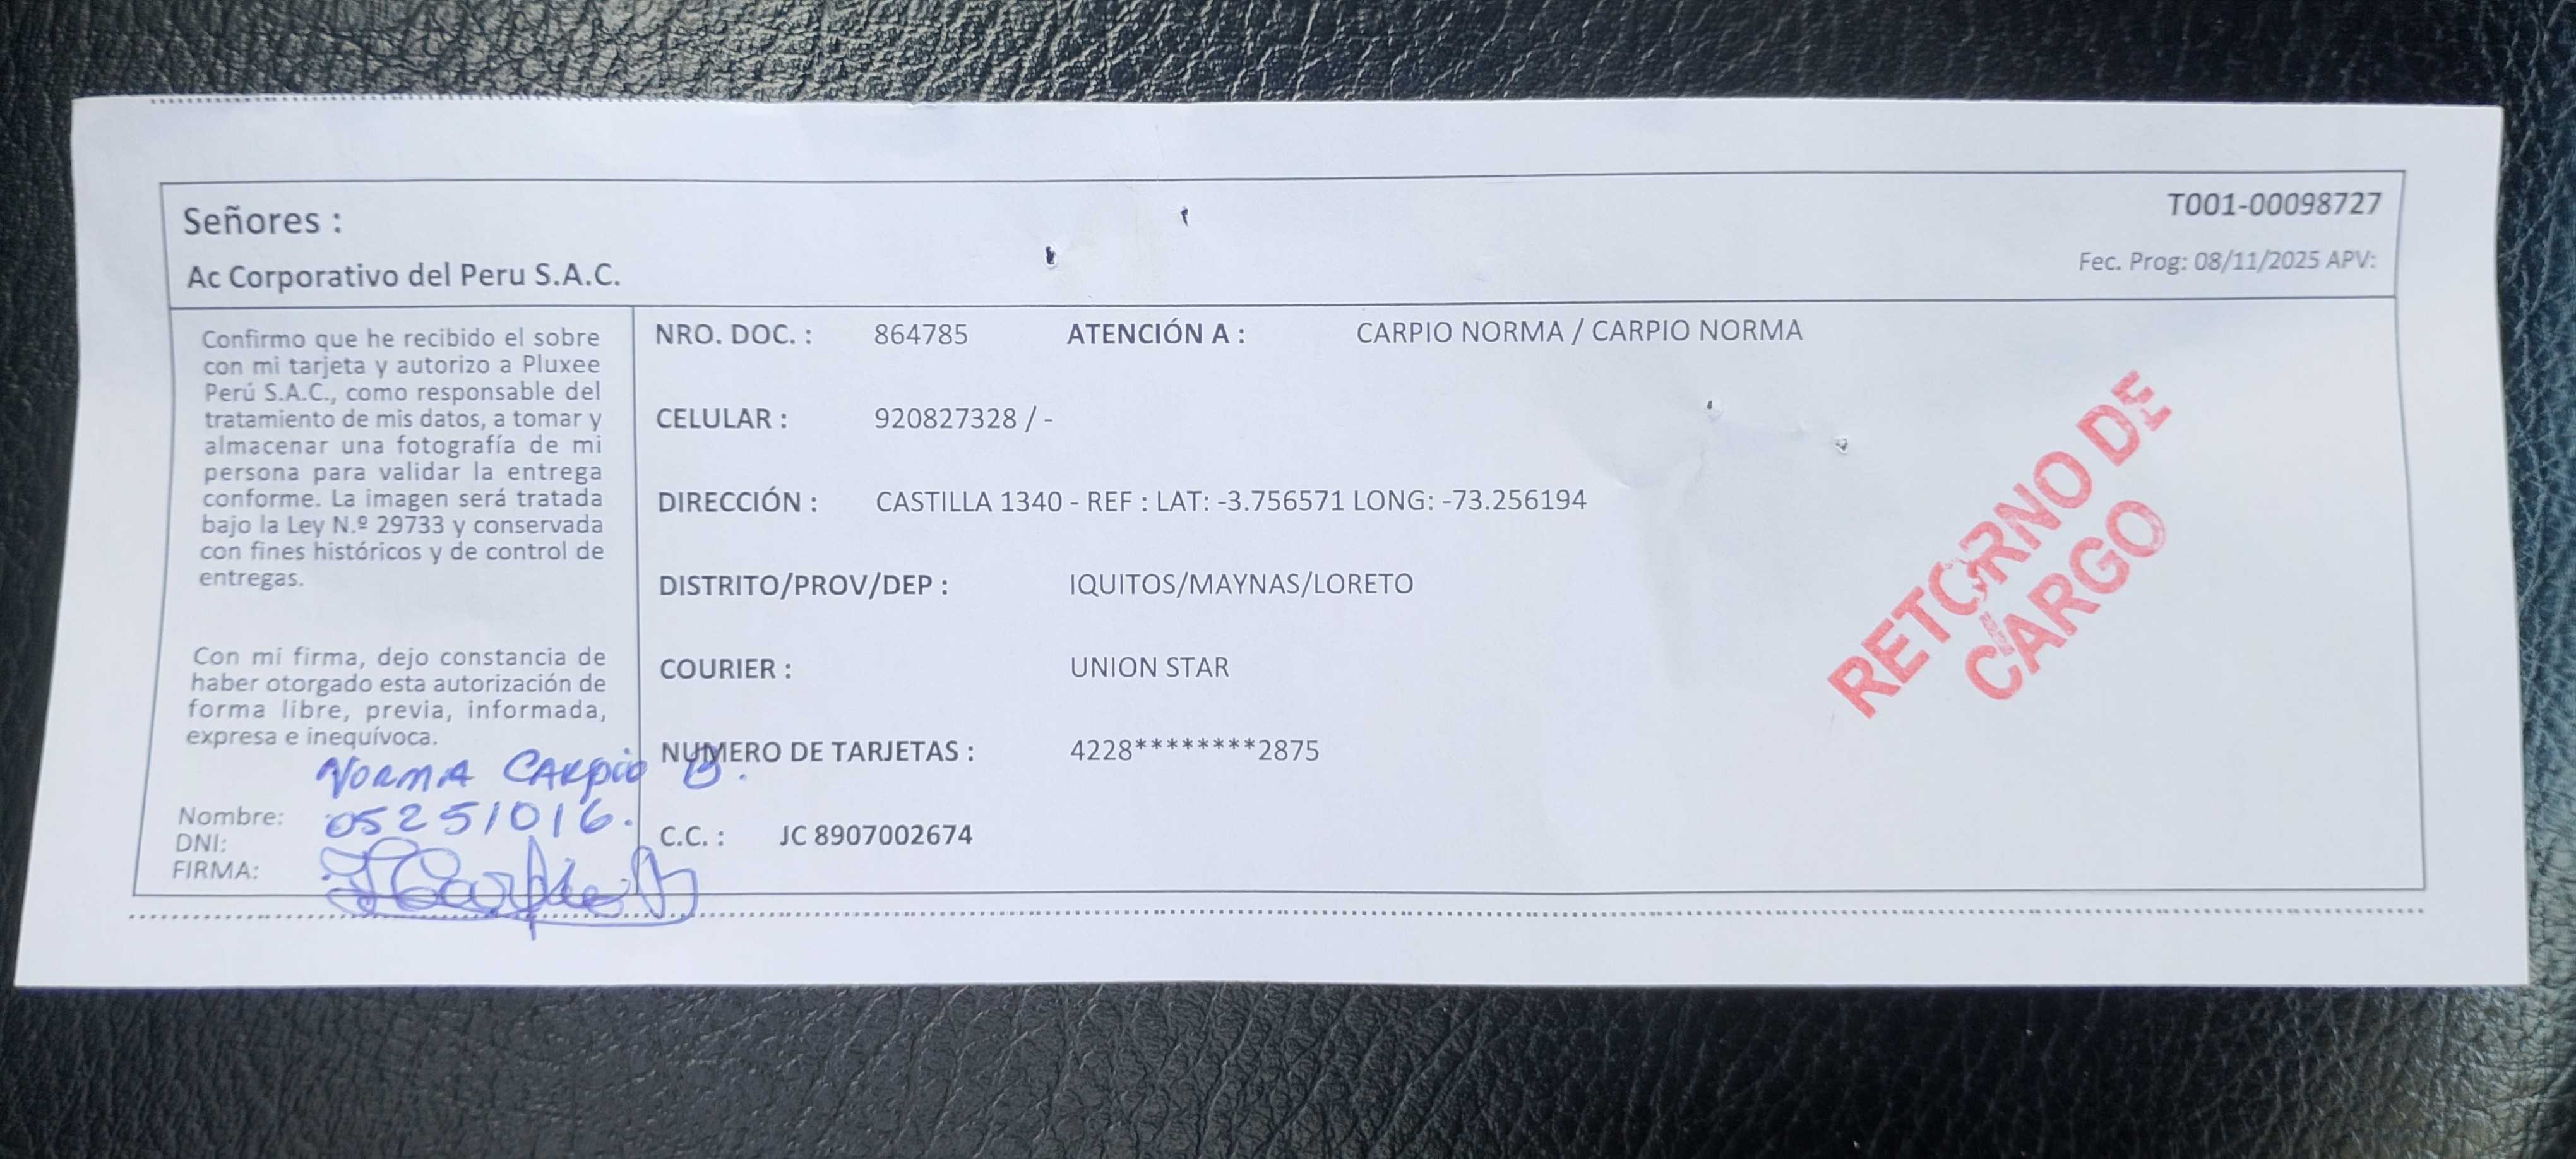 Señores :
T001-00098727
Ac Corporativo del Peru S.A.C.
Fec. Prog: 08/11/2025 APV:
Confirmo que he recibido el sobre
con mi tarjeta y autorizo a Pluxee
Perú S.A.C., como responsable del
tratamiento de mis datos, a tomar y
almacenar una fotografía de mi
persona para validar la entrega
conforme. La imagen será tratada
bajo la Ley N.º 29733 y conservada
con fines históricos y de control de
entregas.
Con mi firma, dejo constancia de
haber otorgado esta autorización de
forma libre, previa, informada,
expresa e inequívoca.
Norma Carpio B.
Nombre:
05251016.
DNI:
FIRMA:
NRO. DOC. : 864785 ATENCIÓN A : CARPIO NORMA / CARPIO NORMA
CELULAR : 920827328 / -
DIRECCIÓN : CASTILLA 1340 - REF : LAT: -3.756571 LONG: -73.256194
DISTRITO/PROV/DEP : IQUITOS/MAYNAS/LORETO
COURIER : UNION STAR
NUMERO DE TARJETAS : 4228********2875
C.C. : JC 8907002674
RETORNO DE
CARGO